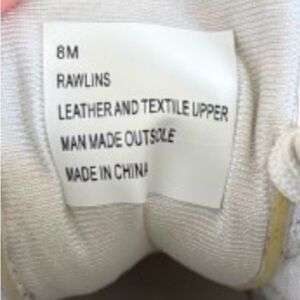 8M
RAWLINS
LEATHER AND TEXTILE UPPER
MAN MADE OUTSOLE
MADE IN CHINA